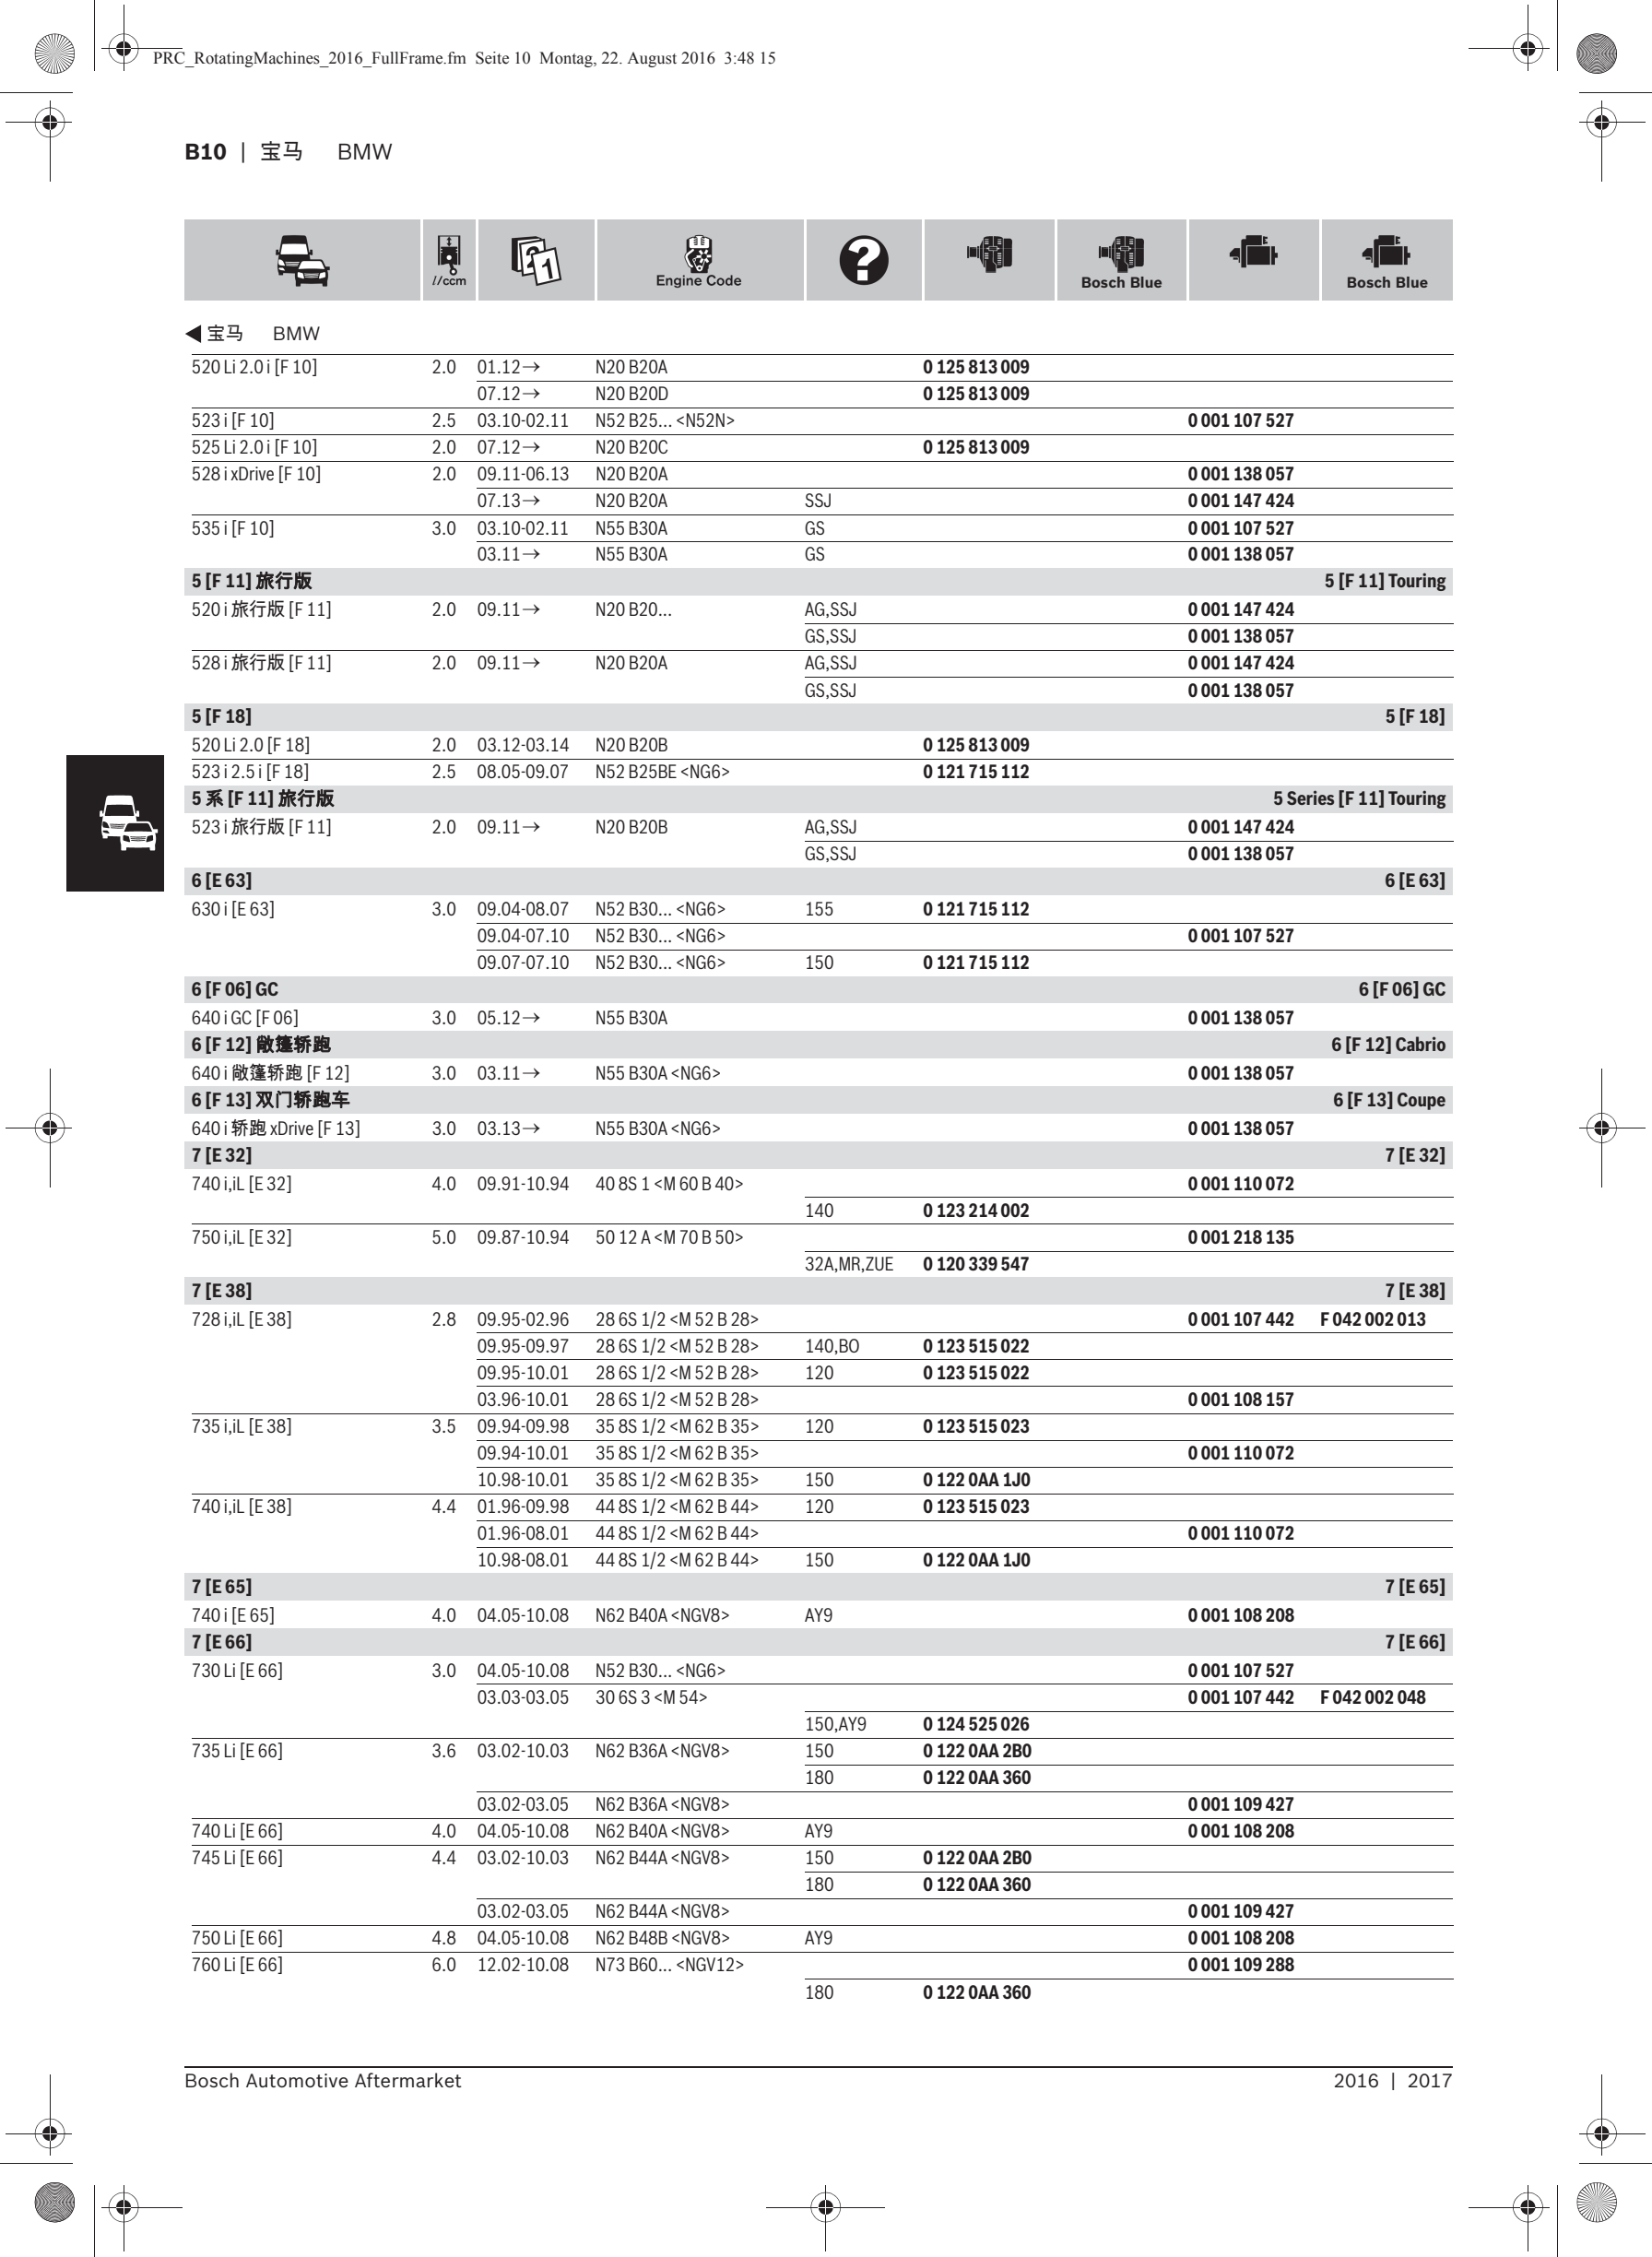 PRC_RotatingMachines_2016_FullFrame.fm Seite 10 Montag, 22. August 2016 3:48 15
B10 | 宝马 BMW
l/ccm 2 1 Engine Code ? Bosch Blue Bosch Blue
◀ 宝马 BMW
520 Li 2.0 i [F 10] 2.0 01.12→ N20 B20A 0 125 813 009
07.12→ N20 B20D 0 125 813 009
523 i [F 10] 2.5 03.10-02.11 N52 B25... <N52N> 0 001 107 527
525 Li 2.0 i [F 10] 2.0 07.12→ N20 B20C 0 125 813 009
528 i xDrive [F 10] 2.0 09.11-06.13 N20 B20A 0 001 138 057
07.13→ N20 B20A SSJ 0 001 147 424
535 i [F 10] 3.0 03.10-02.11 N55 B30A GS 0 001 107 527
03.11→ N55 B30A GS 0 001 138 057
5 [F 11] 旅行版 5 [F 11] Touring
520 i 旅行版 [F 11] 2.0 09.11→ N20 B20... AG,SSJ 0 001 147 424
GS,SSJ 0 001 138 057
528 i 旅行版 [F 11] 2.0 09.11→ N20 B20A AG,SSJ 0 001 147 424
GS,SSJ 0 001 138 057
5 [F 18] 5 [F 18]
520 Li 2.0 [F 18] 2.0 03.12-03.14 N20 B20B 0 125 813 009
523 i 2.5 i [F 18] 2.5 08.05-09.07 N52 B25BE <NG6> 0 121 715 112
5 系 [F 11] 旅行版 5 Series [F 11] Touring
523 i 旅行版 [F 11] 2.0 09.11→ N20 B20B AG,SSJ 0 001 147 424
GS,SSJ 0 001 138 057
6 [E 63] 6 [E 63]
630 i [E 63] 3.0 09.04-08.07 N52 B30... <NG6> 155 0 121 715 112
09.04-07.10 N52 B30... <NG6> 0 001 107 527
09.07-07.10 N52 B30... <NG6> 150 0 121 715 112
6 [F 06] GC 6 [F 06] GC
640 i GC [F 06] 3.0 05.12→ N55 B30A 0 001 138 057
6 [F 12] 敞篷轿跑 6 [F 12] Cabrio
640 i 敞篷轿跑 [F 12] 3.0 03.11→ N55 B30A <NG6> 0 001 138 057
6 [F 13] 双门轿跑车 6 [F 13] Coupe
640 i 轿跑 xDrive [F 13] 3.0 03.13→ N55 B30A <NG6> 0 001 138 057
7 [E 32] 7 [E 32]
740 i,iL [E 32] 4.0 09.91-10.94 40 8S 1 <M 60 B 40> 0 001 110 072
140 0 123 214 002
750 i,iL [E 32] 5.0 09.87-10.94 50 12 A <M 70 B 50> 0 001 218 135
32A,MR,ZUE 0 120 339 547
7 [E 38] 7 [E 38]
728 i,iL [E 38] 2.8 09.95-02.96 28 6S 1/2 <M 52 B 28> 0 001 107 442 F 042 002 013
09.95-09.97 28 6S 1/2 <M 52 B 28> 140,BO 0 123 515 022
09.95-10.01 28 6S 1/2 <M 52 B 28> 120 0 123 515 022
03.96-10.01 28 6S 1/2 <M 52 B 28> 0 001 108 157
735 i,iL [E 38] 3.5 09.94-09.98 35 8S 1/2 <M 62 B 35> 120 0 123 515 023
09.94-10.01 35 8S 1/2 <M 62 B 35> 0 001 110 072
10.98-10.01 35 8S 1/2 <M 62 B 35> 150 0 122 0AA 1J0
740 i,iL [E 38] 4.4 01.96-09.98 44 8S 1/2 <M 62 B 44> 120 0 123 515 023
01.96-08.01 44 8S 1/2 <M 62 B 44> 0 001 110 072
10.98-08.01 44 8S 1/2 <M 62 B 44> 150 0 122 0AA 1J0
7 [E 65] 7 [E 65]
740 i [E 65] 4.0 04.05-10.08 N62 B40A <NGV8> AY9 0 001 108 208
7 [E 66] 7 [E 66]
730 Li [E 66] 3.0 04.05-10.08 N52 B30... <NG6> 0 001 107 527
03.03-03.05 30 6S 3 <M 54> 0 001 107 442 F 042 002 048
150,AY9 0 124 525 026
735 Li [E 66] 3.6 03.02-10.03 N62 B36A <NGV8> 150 0 122 0AA 2B0
180 0 122 0AA 360
03.02-03.05 N62 B36A <NGV8> 0 001 109 427
740 Li [E 66] 4.0 04.05-10.08 N62 B40A <NGV8> AY9 0 001 108 208
745 Li [E 66] 4.4 03.02-10.03 N62 B44A <NGV8> 150 0 122 0AA 2B0
180 0 122 0AA 360
03.02-03.05 N62 B44A <NGV8> 0 001 109 427
750 Li [E 66] 4.8 04.05-10.08 N62 B48B <NGV8> AY9 0 001 108 208
760 Li [E 66] 6.0 12.02-10.08 N73 B60... <NGV12> 0 001 109 288
180 0 122 0AA 360
Bosch Automotive Aftermarket 2016 | 2017